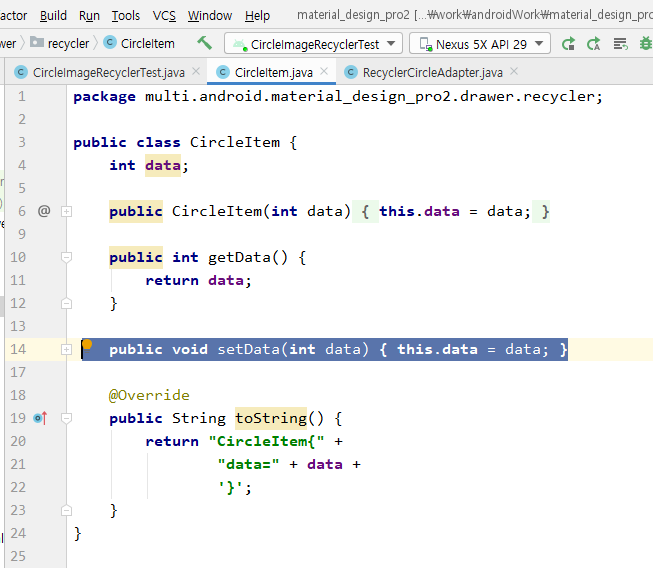 actor Build Run Tools VCS Window Help material_design_pro2 [...₩work₩androidWork₩material_design_pro
wer recycler CircleItem CircleImageRecyclerTest Nexus 5X API 29
CircleImageRecyclerTest.java CircleItem.java RecyclerCircleAdapter.java
1 package multi.android.material_design_pro2.drawer.recycler;
2
3 public class CircleItem {
4 int data;
5
6 public CircleItem(int data) { this.data = data; }
9
10 public int getData() {
11 return data;
12 }
13
14 public void setData(int data) { this.data = data; }
17
18 @Override
19 public String toString() {
20 return "CircleItem{" +
21 "data=" + data +
22 '}';
23 }
24 }
25